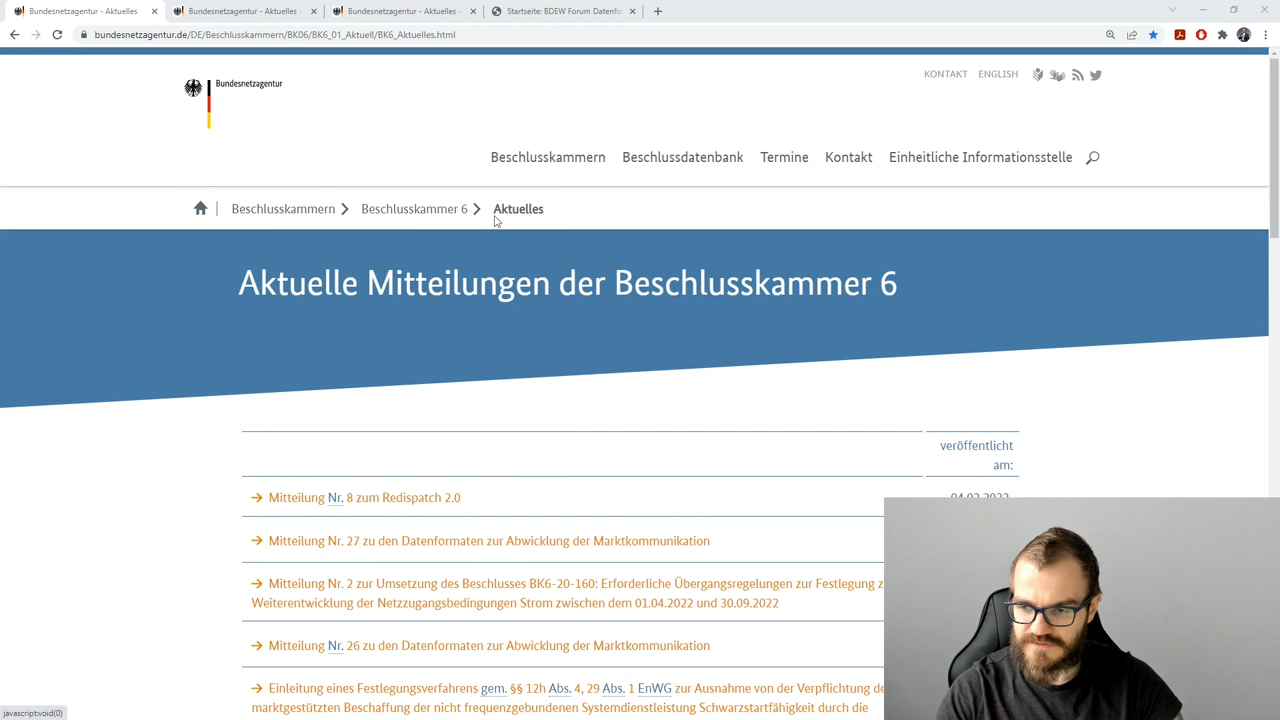 Bundesnetzagentur - Aktuelles
Bundesnetzagentur - Aktuelles -
Bundesnetzagentur - Aktuelles -
Startseite: BDEW Forum Datenfo
bundesnetzagentur.de/DE/Beschlusskammern/BK06/BK6_01_Aktuell/BK6_Aktuelles.html
KONTAKT ENGLISH
Bundesnetzagentur
Beschlusskammern Beschlussdatenbank Termine Kontakt Einheitliche Informationsstelle
Beschlusskammern Beschlusskammer 6 Aktuelles
Aktuelle Mitteilungen der Beschlusskammer 6
veröffentlicht
am:
Mitteilung Nr. 8 zum Redispatch 2.0
04.02.2022
Mitteilung Nr. 27 zu den Datenformaten zur Abwicklung der Marktkommunikation
Mitteilung Nr. 2 zur Umsetzung des Beschlusses BK6-20-160: Erforderliche Übergangsregelungen zur Festlegung z
Weiterentwicklung der Netzzugangsbedingungen Strom zwischen dem 01.04.2022 und 30.09.2022
Mitteilung Nr. 26 zu den Datenformaten zur Abwicklung der Marktkommunikation
Einleitung eines Festlegungsverfahrens gem. §§ 12h Abs. 4, 29 Abs. 1 EnWG zur Ausnahme von der Verpflichtung de
marktgestützten Beschaffung der nicht frequenzgebundenen Systemdienstleistung Schwarzstartfähigkeit durch die
javascript:void(0)